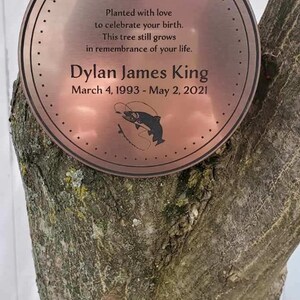 Planted with love
to celebrate your birth.
This tree still grows
in remembrance of your life.
Dylan James King
March 4, 1993 - May 2, 2021